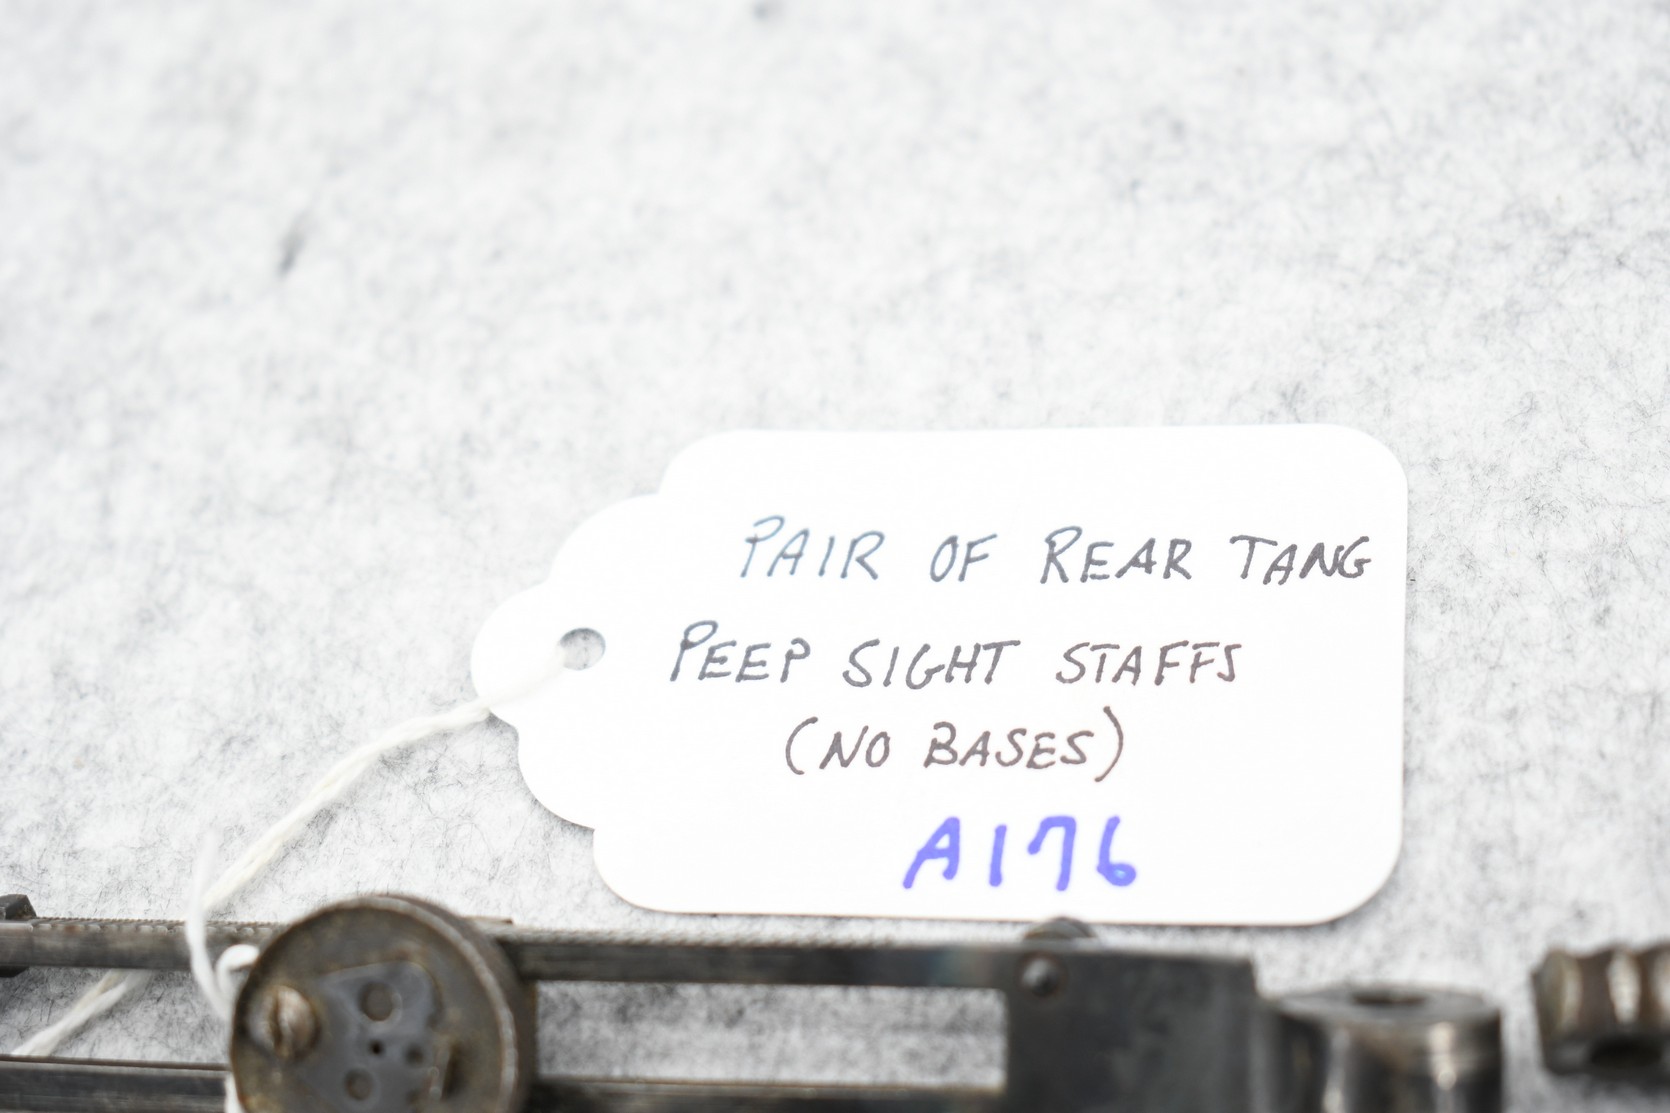 PAIR OF REAR TANG
PEEP SIGHT STAFFS
(NO BASES)
A176